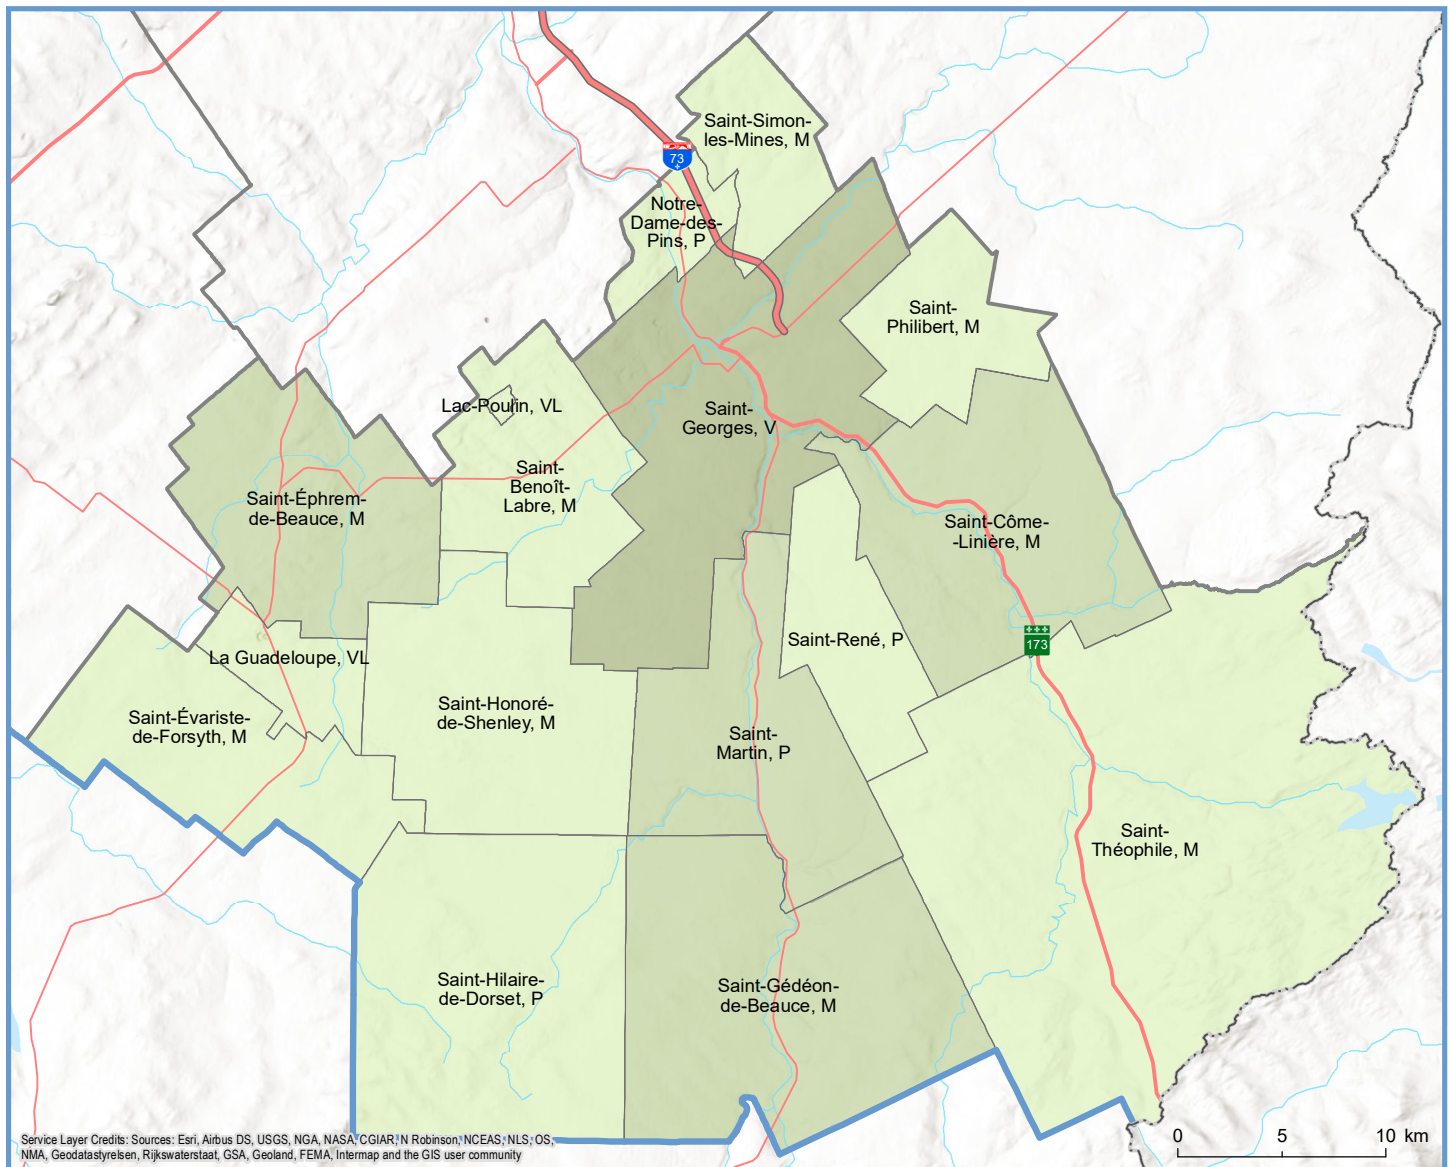 Saint-Simon-
les-Mines, M
73
Notre-
Dame-des-
Pins, P
Saint-
Philibert, M
Lac-Poulin, VL
Saint-
Georges, V
Saint-
Benoît-
Labre, M
Saint-Éphrem-
de-Beauce, M
Saint-Côme-
-Linière, M
173
Saint-René, P
La Guadeloupe, VL
Saint-Évariste-
de-Forsyth, M
Saint-Honoré-
de-Shenley, M
Saint-
Martin, P
Saint-
Théophile, M
Saint-Hilaire-
de-Dorset, P
Saint-Gédéon-
de-Beauce, M
0 5 10 km
Service Layer Credits: Sources: Esri, Airbus DS, USGS, NGA, NASA, CGIAR, N Robinson, NCEAS, NLS, OS,
NMA, Geodatastyrelsen, Rijkswaterstaat, GSA, Geoland, FEMA, Intermap and the GIS user community